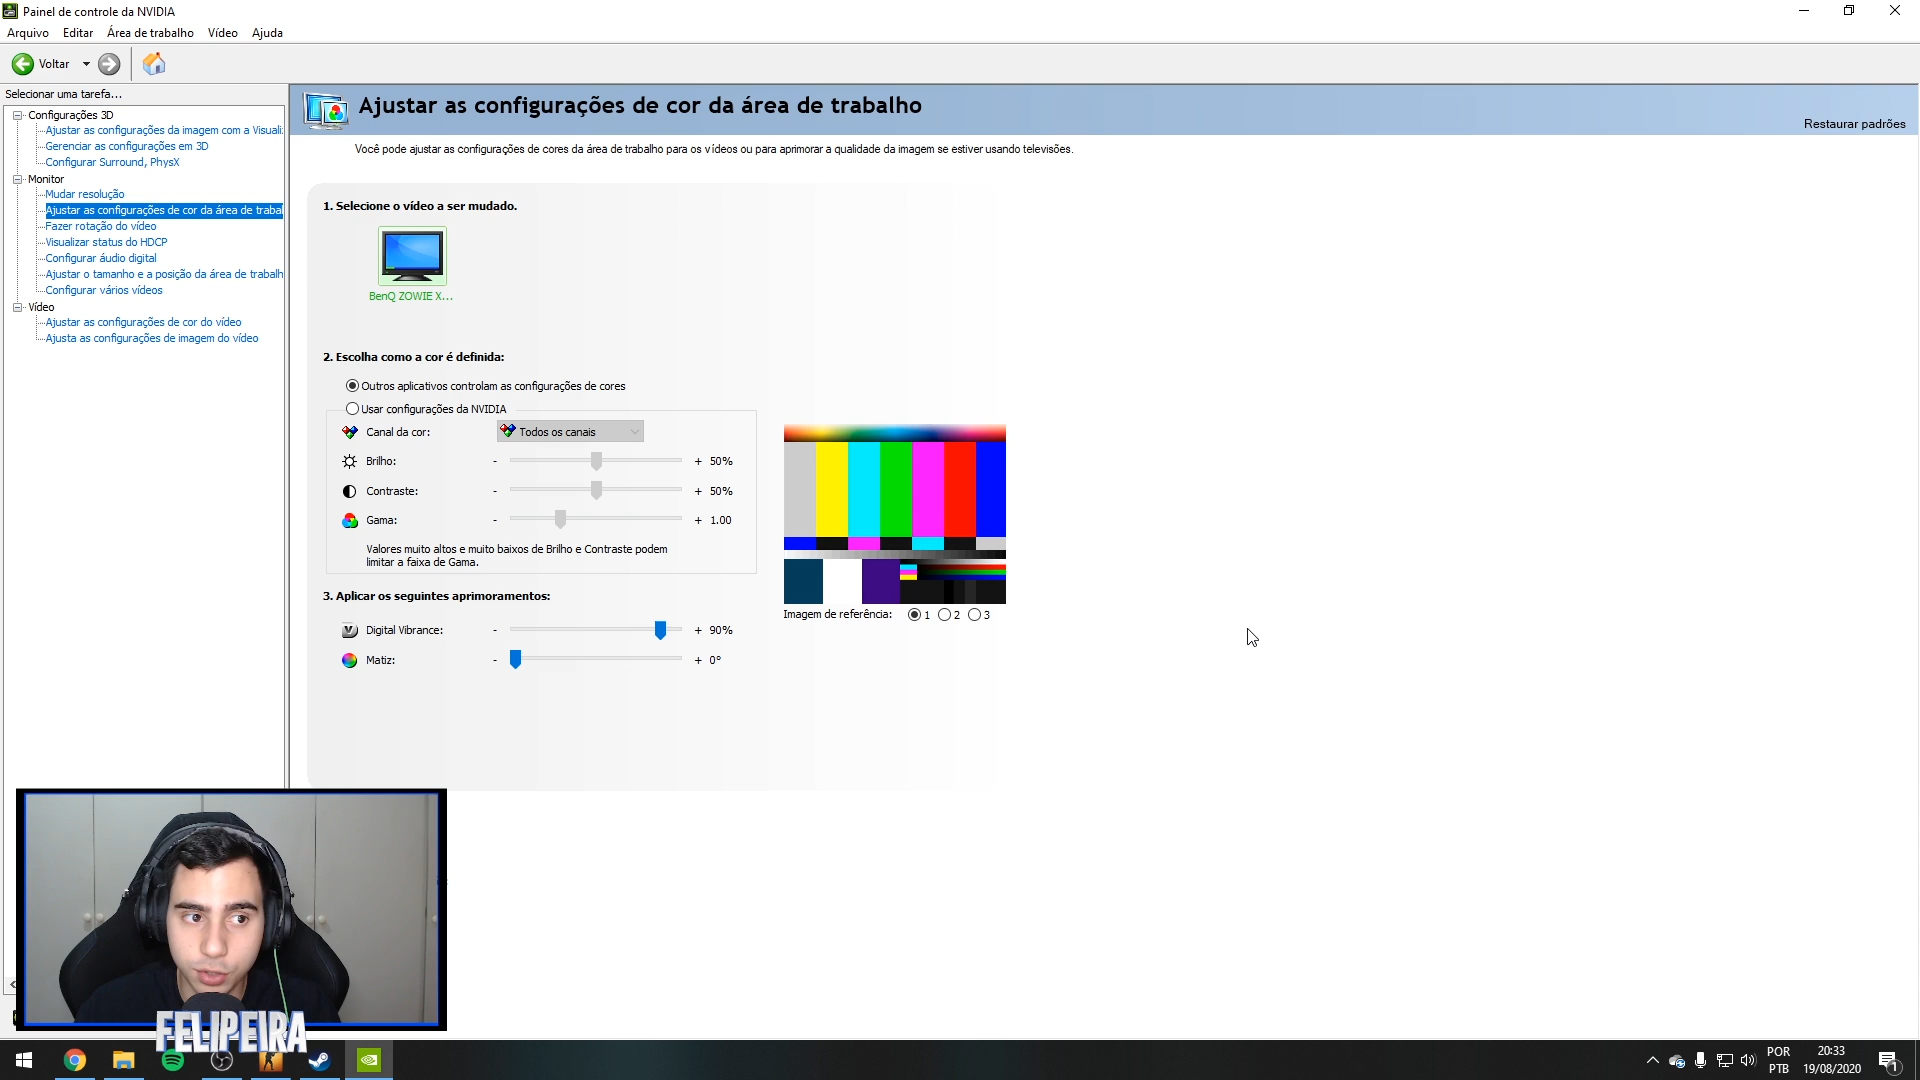 Painel de controle da NVIDIA
Arquivo Editar Área de trabalho Vídeo Ajuda
Voltar
Selecionar uma tarefa...
Configurações 3D
Ajustar as configurações da imagem com a Visuali
Gerenciar as configurações em 3D
Configurar Surround, PhysX
Monitor
Mudar resolução
Ajustar as configurações de cor da área de trabal
Fazer rotação do vídeo
Visualizar status do HDCP
Configurar áudio digital
Ajustar o tamanho e a posição da área de trabalh
Configurar vários vídeos
Vídeo
Ajustar as configurações de cor do vídeo
Ajusta as configurações de imagem do vídeo
Ajustar as configurações de cor da área de trabalho
Restaurar padrões
Você pode ajustar as configurações de cores da área de trabalho para os vídeos ou para aprimorar a qualidade da imagem se estiver usando televisões.
1. Selecione o vídeo a ser mudado.
BenQ ZOWIE X...
2. Escolha como a cor é definida:
Outros aplicativos controlam as configurações de cores
Usar configurações da NVIDIA
Canal da cor: Todos os canais
Brilho: - + 50%
Contraste: - + 50%
Gama: - + 1.00
Valores muito altos e muito baixos de Brilho e Contraste podem
limitar a faixa de Gama.
3. Aplicar os seguintes aprimoramentos:
Digital Vibrance: - + 90%
Matiz: - + 0°
Imagem de referência: 1 2 3
FELIPEIRA
POR
PTB
20:33
19/08/2020
1